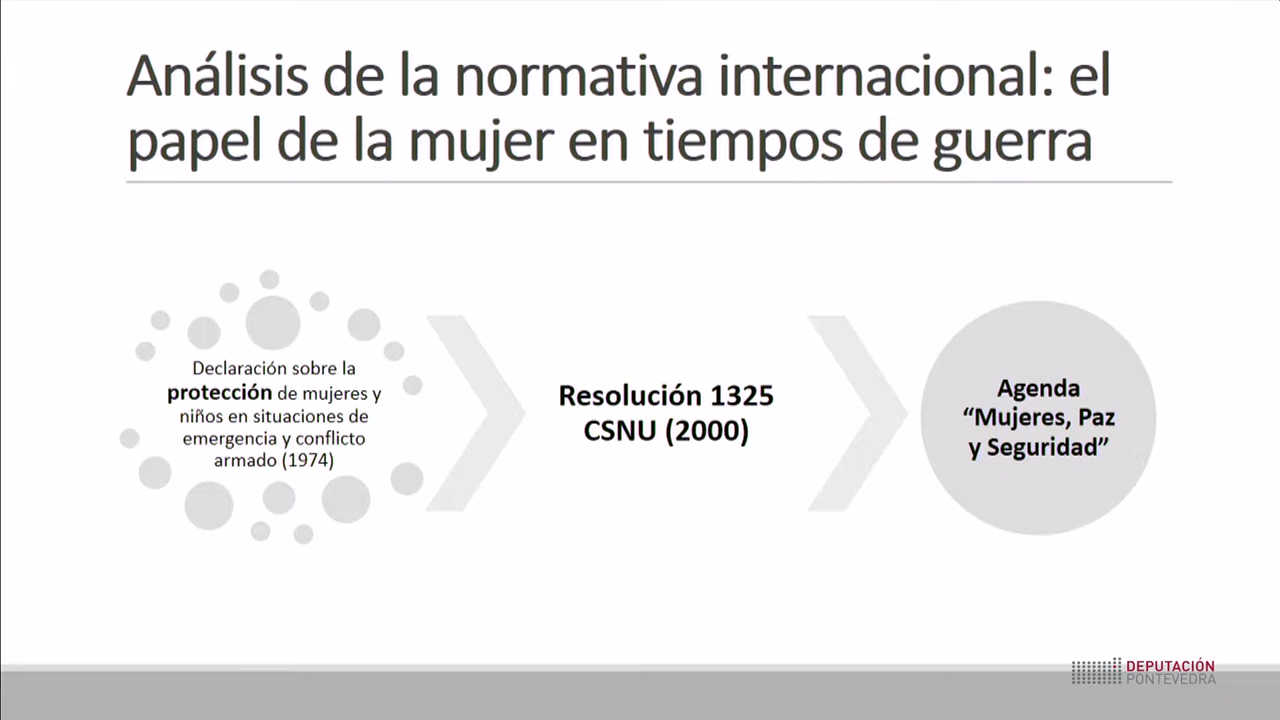 Análisis de la normativa internacional: el
papel de la mujer en tiempos de guerra
Declaración sobre la
protección de mujeres y
niños en situaciones de
emergencia y conflicto
armado (1974)
Resolución 1325
CSNU (2000)
Agenda
“Mujeres, Paz
y Seguridad”
DEPUTACIÓN
PONTEVEDRA